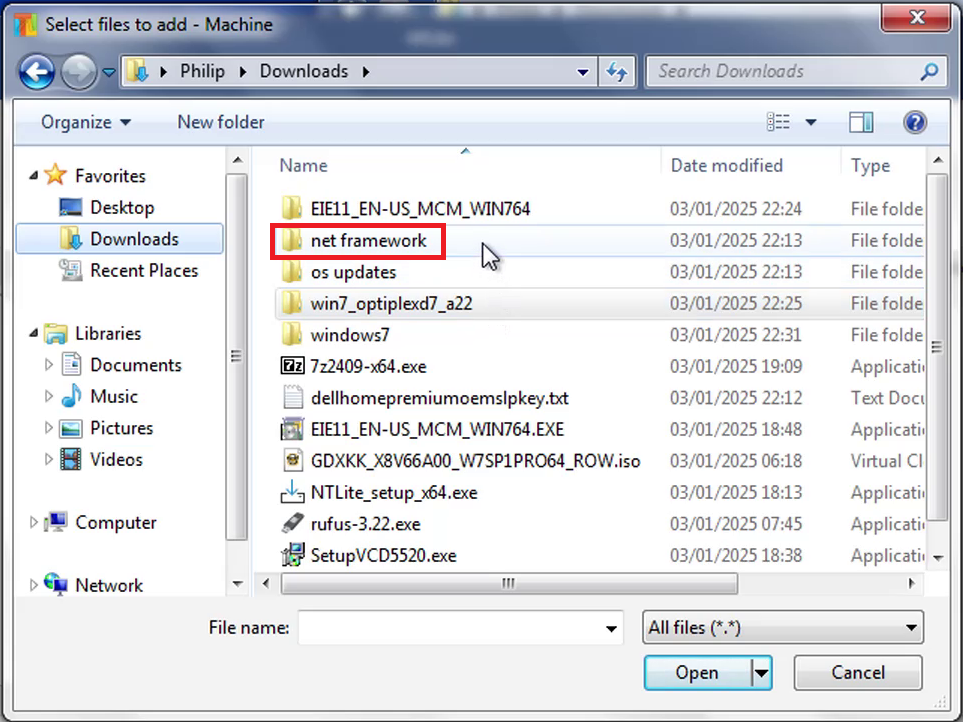 Select files to add - Machine
Philip Downloads
Search Downloads
Organize New folder
Name Date modified Type
Favorites
Desktop
Downloads
Recent Places
Libraries
Documents
Music
Pictures
Videos
Computer
Network
EIE11_EN-US_MCM_WIN764 03/01/2025 22:24 File folde
net framework 03/01/2025 22:13 File folde
os updates 03/01/2025 22:13 File folde
win7_optiplexd7_a22 03/01/2025 22:25 File folde
windows7 03/01/2025 22:31 File folde
7z 7z2409-x64.exe 03/01/2025 19:09 Applicati
dellhomepremiumoemslpkey.txt 03/01/2025 22:12 Text Docu
EIE11_EN-US_MCM_WIN764.EXE 03/01/2025 18:48 Applicati
GDXKK_X8V66A00_W7SP1PRO64_ROW.iso 03/01/2025 06:18 Virtual Cl
NTLite_setup_x64.exe 03/01/2025 18:13 Applicati
rufus-3.22.exe 03/01/2025 07:45 Applicati
SetupVCD5520.exe 03/01/2025 18:38 Applicati
File name: All files (*.*)
Open Cancel